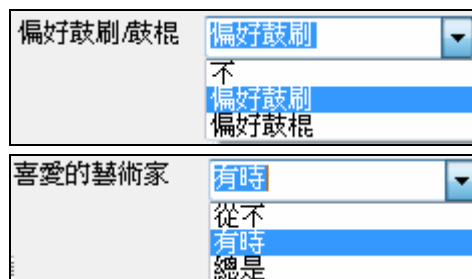 偏好鼓刷/鼓棍 偏好鼓刷
不
偏好鼓刷
偏好鼓棍
喜愛的藝術家 有時
從不
有時
總是